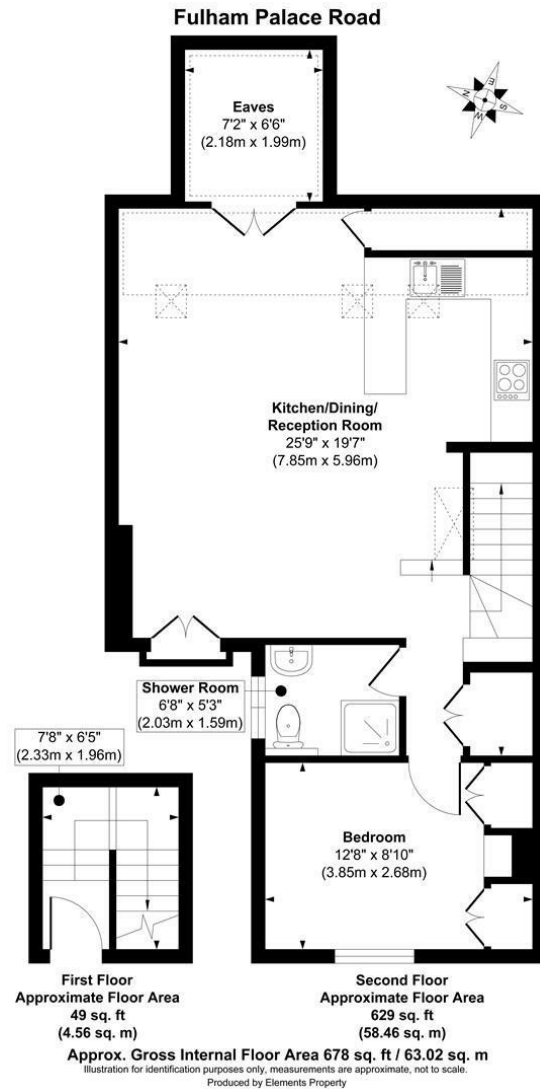 Fulham Palace Road
Eaves
7'2" x 6'6"
(2.18m x 1.99m)
N
E
S
W
Kitchen/Dining/
Reception Room
25'9" x 19'7"
(7.85m x 5.96m)
Shower Room
6'8" x 5'3"
(2.03m x 1.59m)
7'8" x 6'5"
(2.33m x 1.96m)
Bedroom
12'8" x 8'10"
(3.85m x 2.68m)
First Floor
Approximate Floor Area
49 sq. ft
(4.56 sq. m)
Second Floor
Approximate Floor Area
629 sq. ft
(58.46 sq. m)
Approx. Gross Internal Floor Area 678 sq. ft / 63.02 sq. m
Illustration for identification purposes only, measurements are approximate, not to scale.
Produced by Elements Property